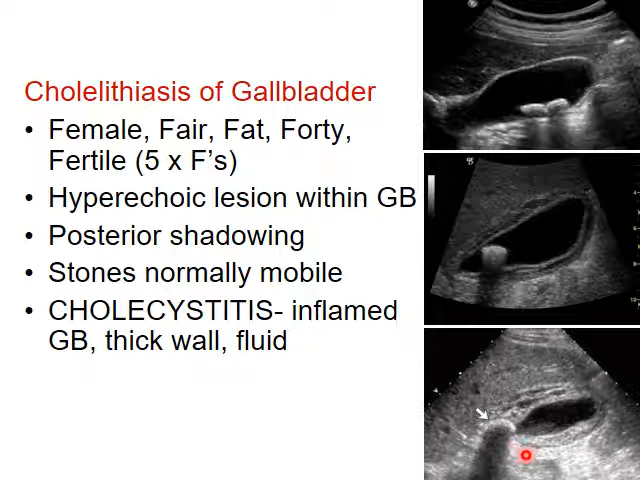 Cholelithiasis of Gallbladder
• Female, Fair, Fat, Forty,
Fertile (5 x F's)
• Hyperechoic lesion within GB
• Posterior shadowing
• Stones normally mobile
• CHOLECYSTITIS- inflamed
GB, thick wall, fluid